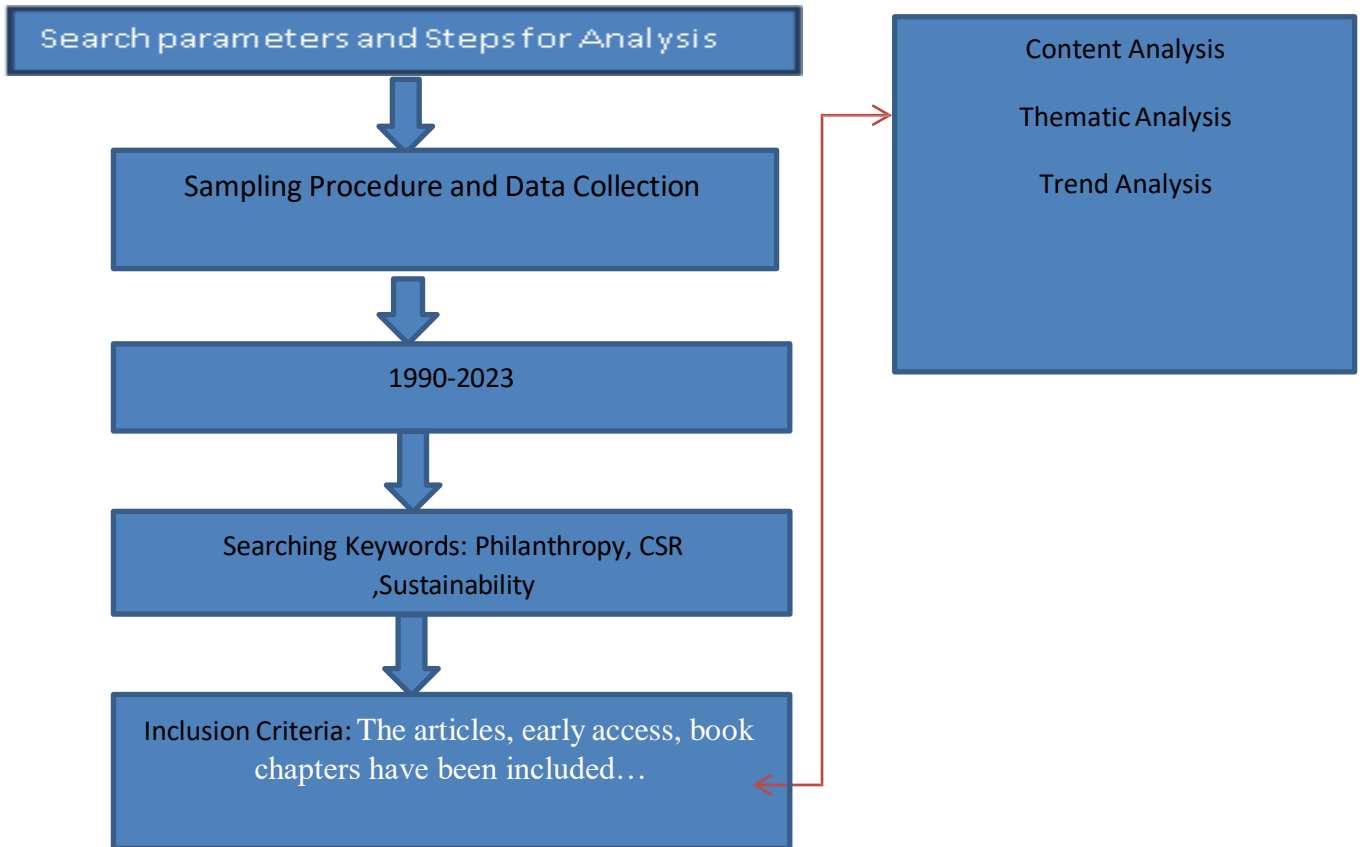 Search parameters and Steps for Analysis
Sampling Procedure and Data Collection
1990-2023
Searching Keywords: Philanthropy, CSR
,Sustainability
Inclusion Criteria: The articles, early access, book
chapters have been included…
Content Analysis
Thematic Analysis
Trend Analysis